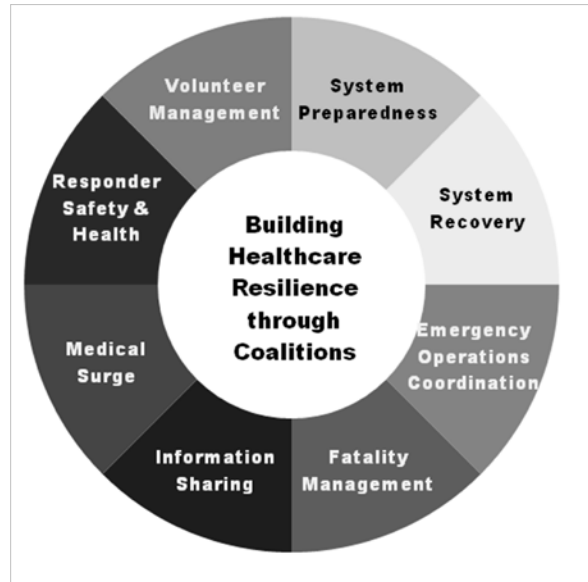 System
Preparedness
System
Recovery
Emergency
Operations
Coordination
Fatality
Management
Information
Sharing
Medical
Surge
Responder
Safety &
Health
Volunteer
Management
Building
Healthcare
Resilience
through
Coalitions